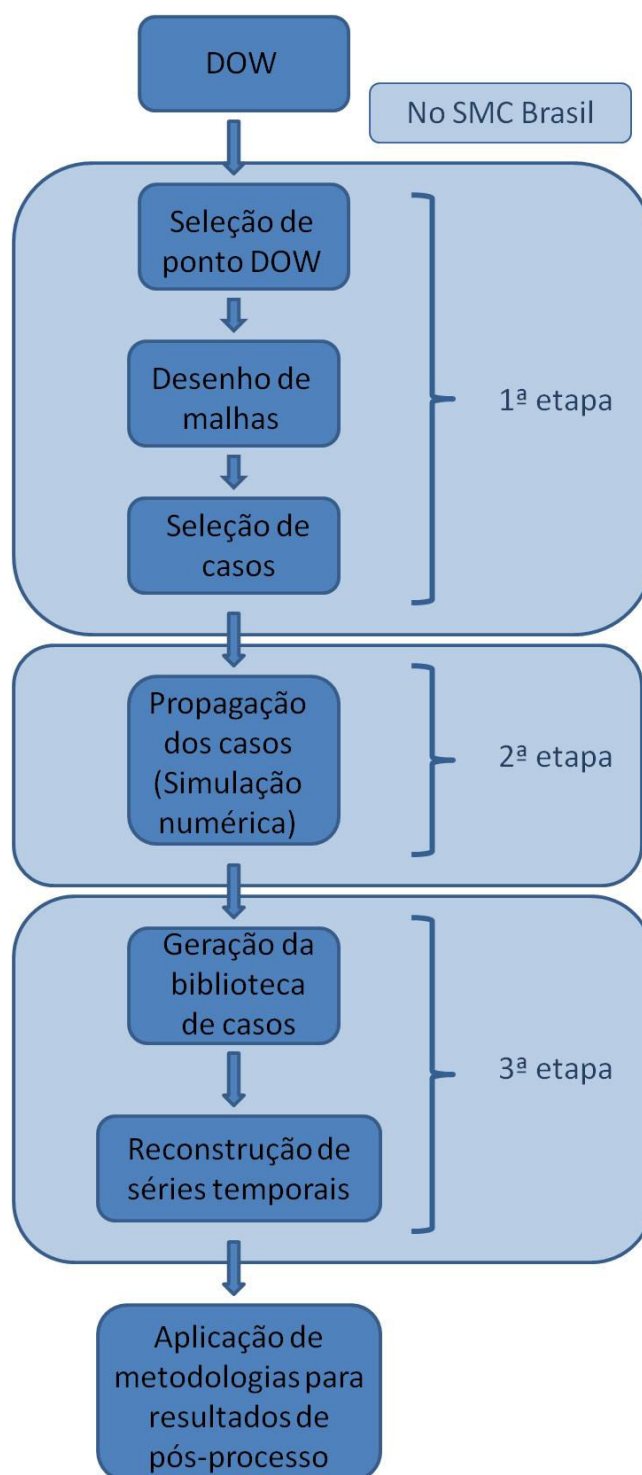 DOW
No SMC Brasil
Seleção de
ponto DOW
Desenho de
malhas
1ª etapa
Seleção de
casos
Propagação
dos casos
(Simulação
numérica)
2ª etapa
Geração da
biblioteca
de casos
3ª etapa
Reconstrução de
séries temporais
Aplicação de
metodologias para
resultados de
pós-processo